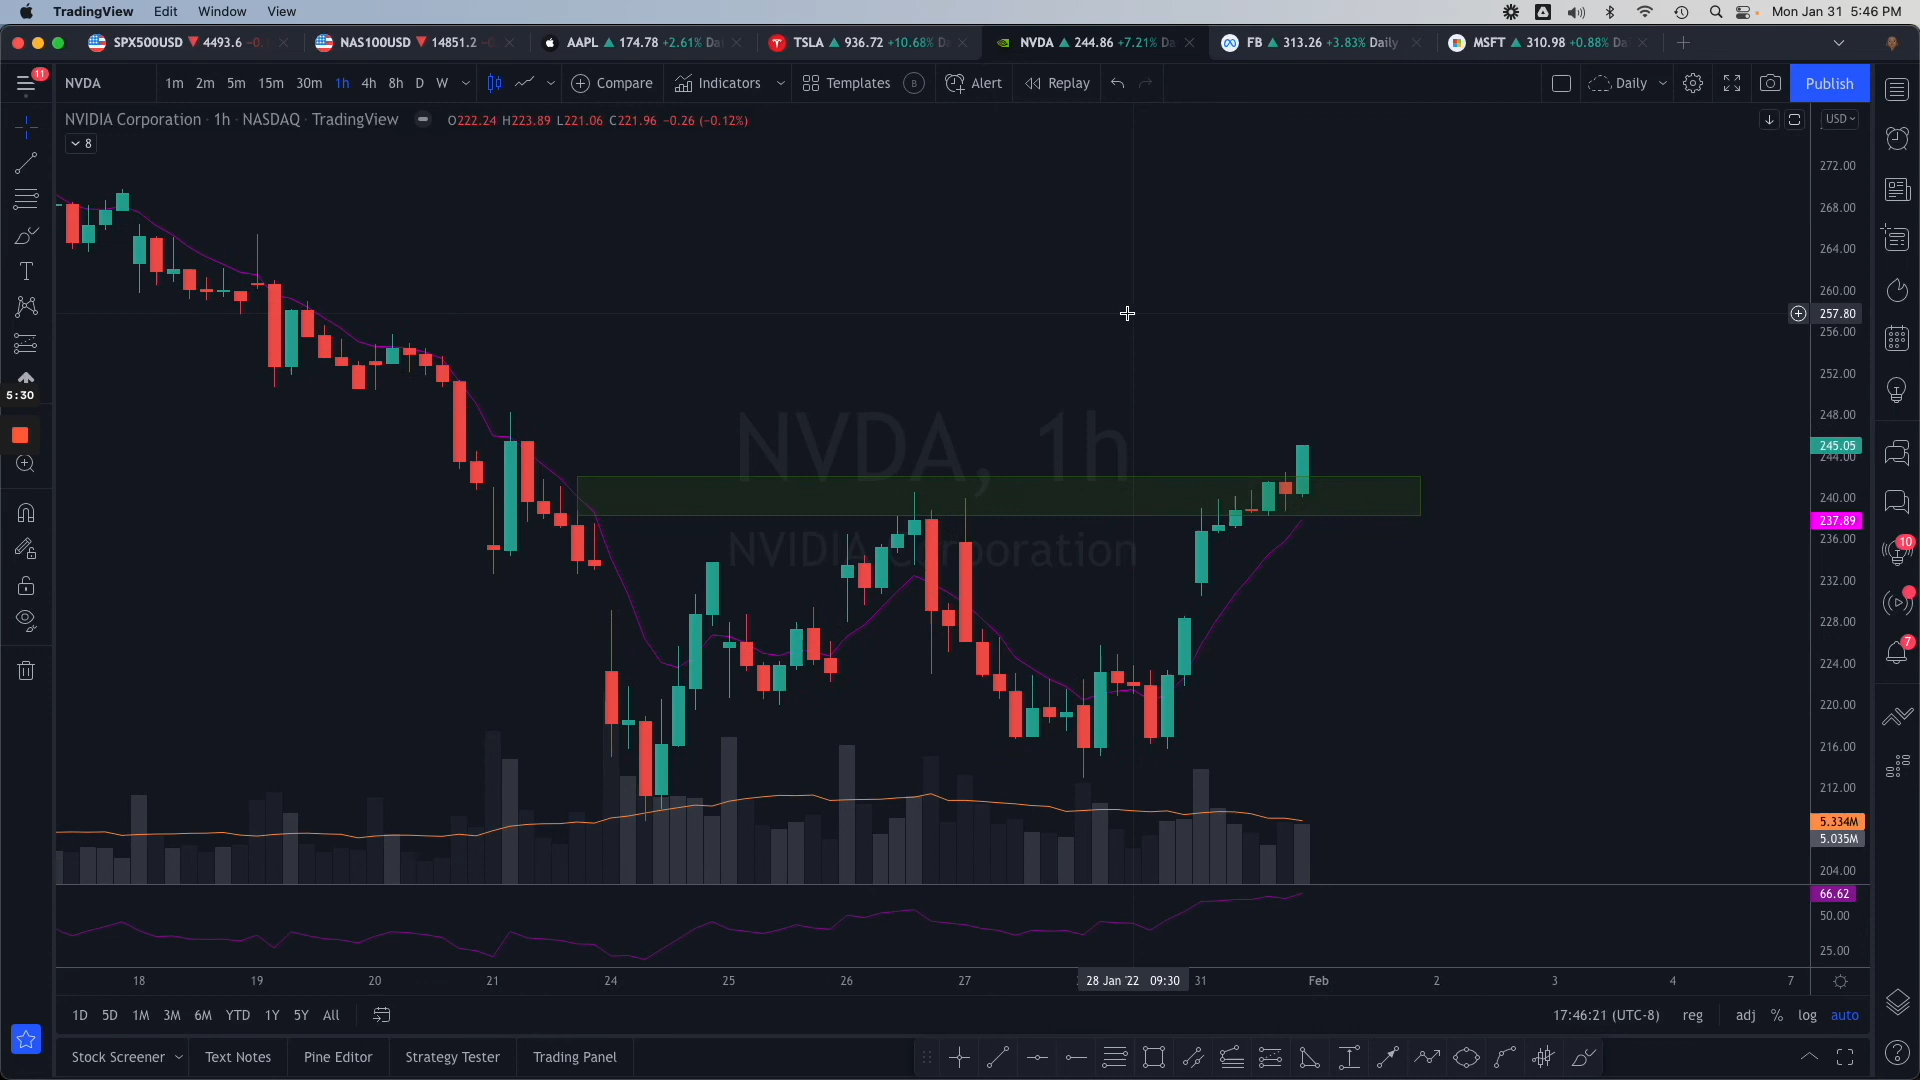 TradingView Edit Window View Mon Jan 31 5:46 PM
SPX500USD ▼ 4493.6 NAS100USD ▼ 14851.2 AAPL ▲ 174.78 +2.61% Da TSLA ▲ 936.72 +10.68% D NVDA ▲ 244.86 +7.21% Da FB ▲ 313.26 +3.83% Daily MSFT ▲ 310.98 +0.88% Da
11 NVDA 1m 2m 5m 15m 30m 1h 4h 8h D W Compare Indicators Templates B Alert Replay Daily Publish
NVIDIA Corporation · 1h · NASDAQ · TradingView O222.24 H223.89 L221.06 C221.96 −0.26 (−0.12%) USD
8
272.00
268.00
264.00
260.00
257.80
256.00
252.00
248.00
245.05
244.00
240.00
237.89
236.00
232.00
228.00
224.00
220.00
216.00
212.00
5.334M
5.035M
204.00
66.62
50.00
25.00
5:30
NVDA, 1h
NVIDIA Corporation
10
7
18 19 20 21 24 25 26 27 28 Jan '22 09:30 31 Feb 2 3 4 7
1D 5D 1M 3M 6M YTD 1Y 5Y All 17:46:21 (UTC-8) reg adj % log auto
Stock Screener Text Notes Pine Editor Strategy Tester Trading Panel